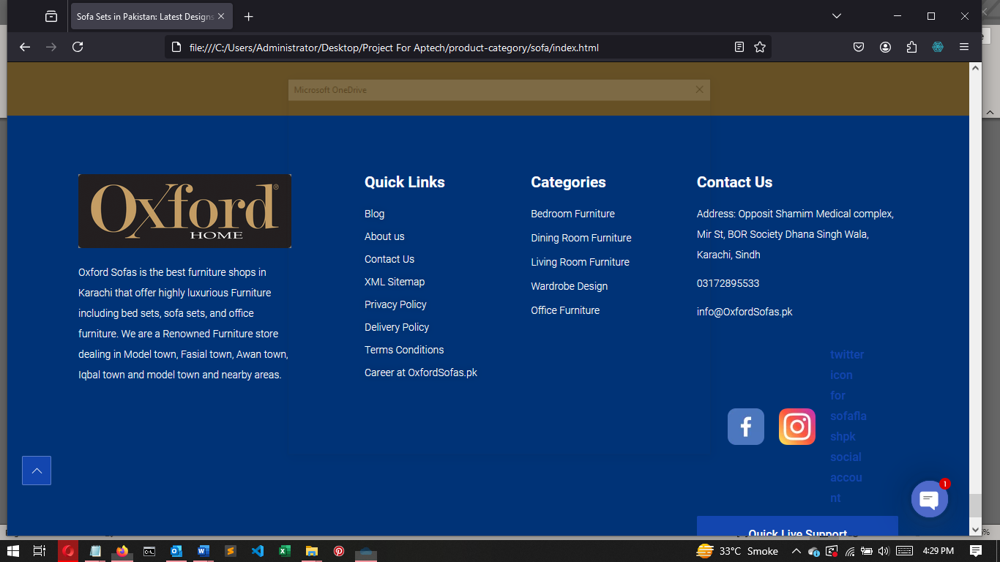 Sofa Sets in Pakistan: Latest Designs
file:///C:/Users/Administrator/Desktop/Project For Aptech/product-category/sofa/index.html
Microsoft OneDrive
Oxford®
HOME
Oxford Sofas is the best furniture shops in
Karachi that offer highly luxurious Furniture
including bed sets, sofa sets, and office
furniture. We are a Renowned Furniture store
dealing in Model town, Fasial town, Awan town,
Iqbal town and model town and nearby areas.
Quick Links
Blog
About us
Contact Us
XML Sitemap
Privacy Policy
Delivery Policy
Terms Conditions
Career at OxfordSofas.pk
Categories
Bedroom Furniture
Dining Room Furniture
Living Room Furniture
Wardrobe Design
Office Furniture
Contact Us
Address: Opposit Shamim Medical complex,
Mir St, BOR Society Dhana Singh Wala,
Karachi, Sindh
03172895533
info@OxfordSofas.pk
twitter
icon
for
sofafla
shpk
social
accou
nt
1
Quick Live Support
33°C Smoke
4:29 PM